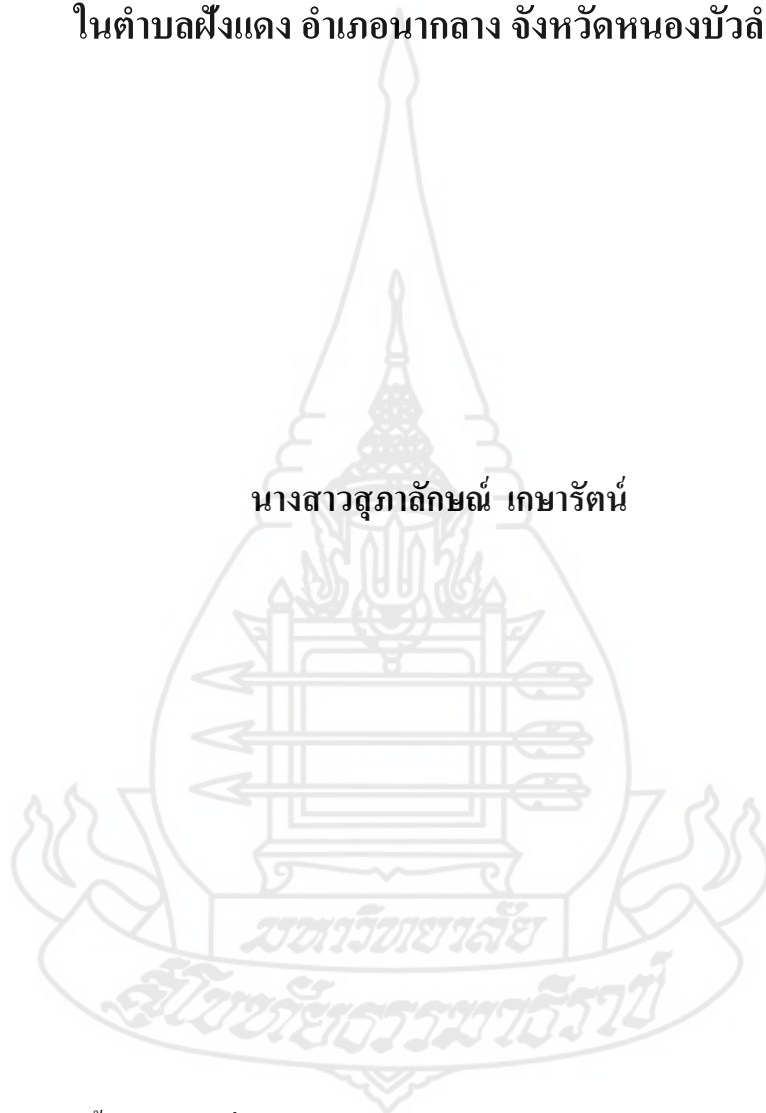 ในตำบลฝั่งแดง อำเภอนากลาง จังหวัดหนองบัวลำ
นางสาวสุภาลักษณ์ เกษารัตน์
มหาวิทยาลัย
สุโขทัยธรรมาธิราช